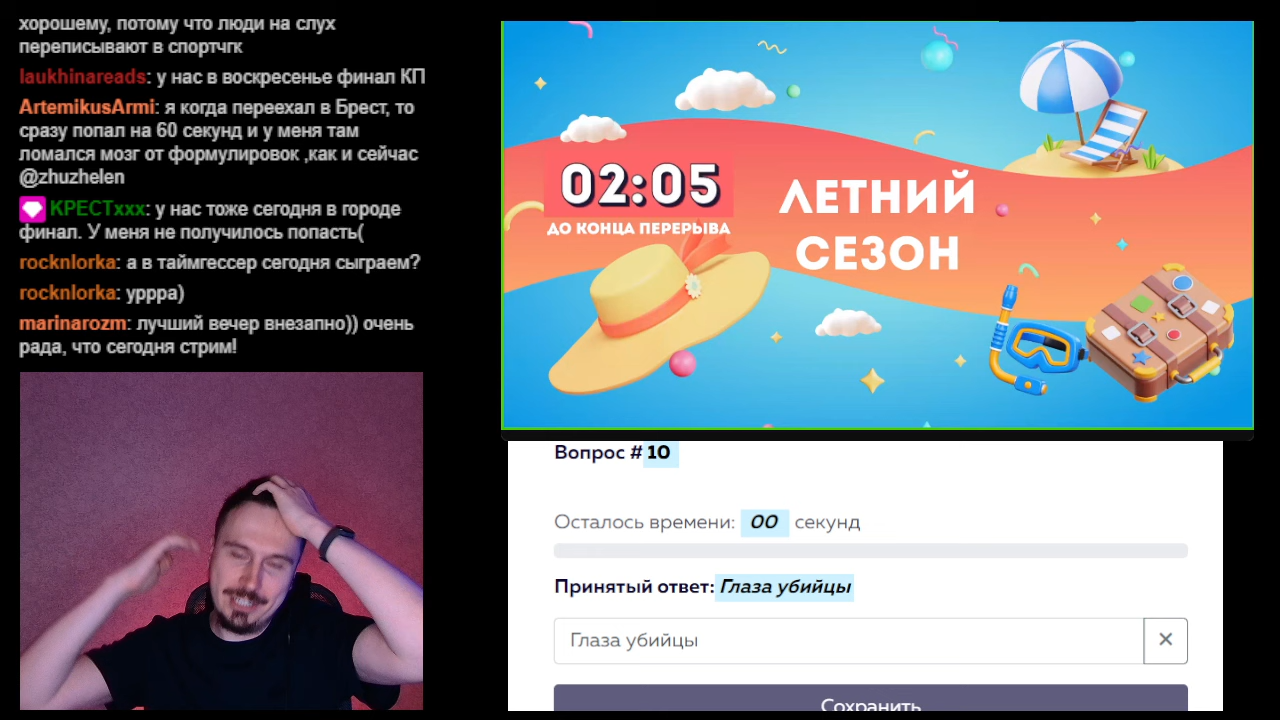 хорошему, потому что люди на слух
переписывают в спортчгк
laukhinareads: у нас в воскресенье финал КП
ArtemikusArmi: я когда переехал в Брест, то
сразу попал на 60 секунд и у меня там
ломался мозг от формулировок ,как и сейчас
@zhuzhelen
КРЕСТxxx: у нас тоже сегодня в городе
финал. У меня не получилось попасть(
rocknlorka: а в таймгессер сегодня сыграем?
rocknlorka: урррa)
marinarozm: лучший вечер внезапно)) очень
рада, что сегодня стрим!
02:05
ДО КОНЦА ПЕРЕРЫВА
ЛЕТНИЙ
СЕЗОН
Вопрос # 10
Осталось времени: 00 секунд
Принятый ответ: Глаза убийцы
Глаза убийцы
Сохранить